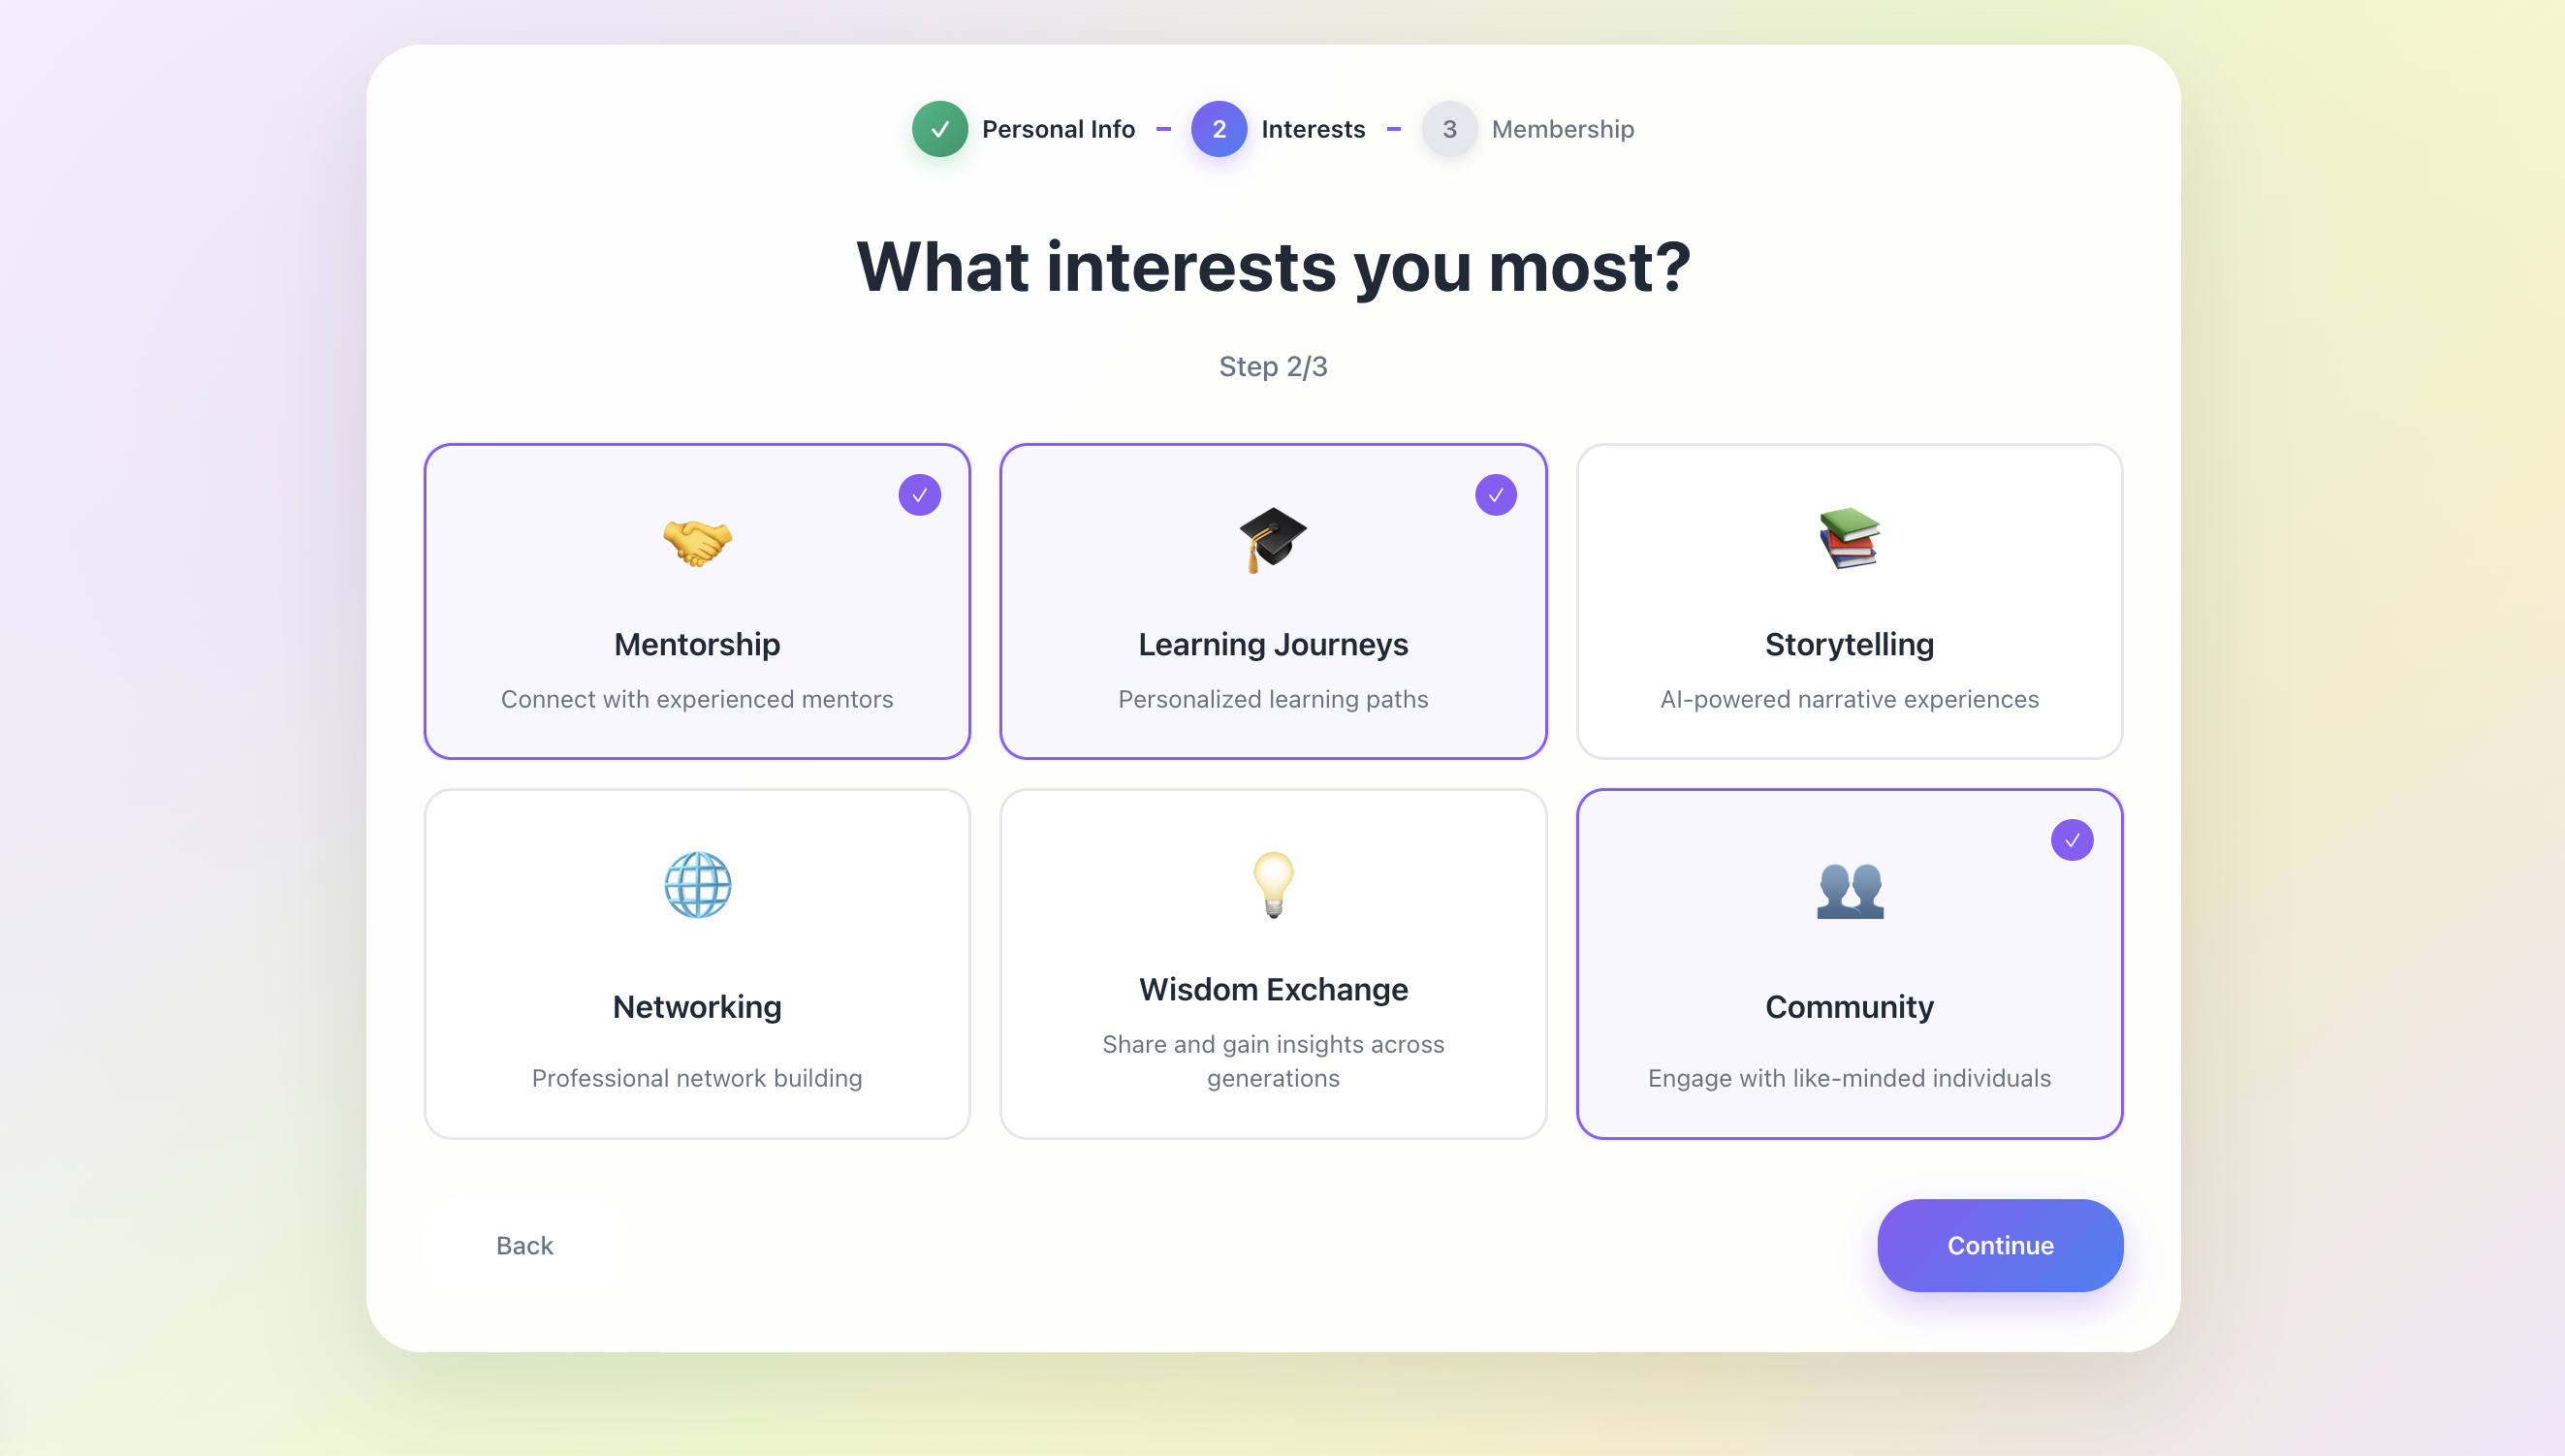 Personal Info – 2 Interests – 3 Membership
What interests you most?
Step 2/3
Mentorship
Connect with experienced mentors
Learning Journeys
Personalized learning paths
Storytelling
AI-powered narrative experiences
Networking
Professional network building
Wisdom Exchange
Share and gain insights across
generations
Community
Engage with like-minded individuals
Back
Continue